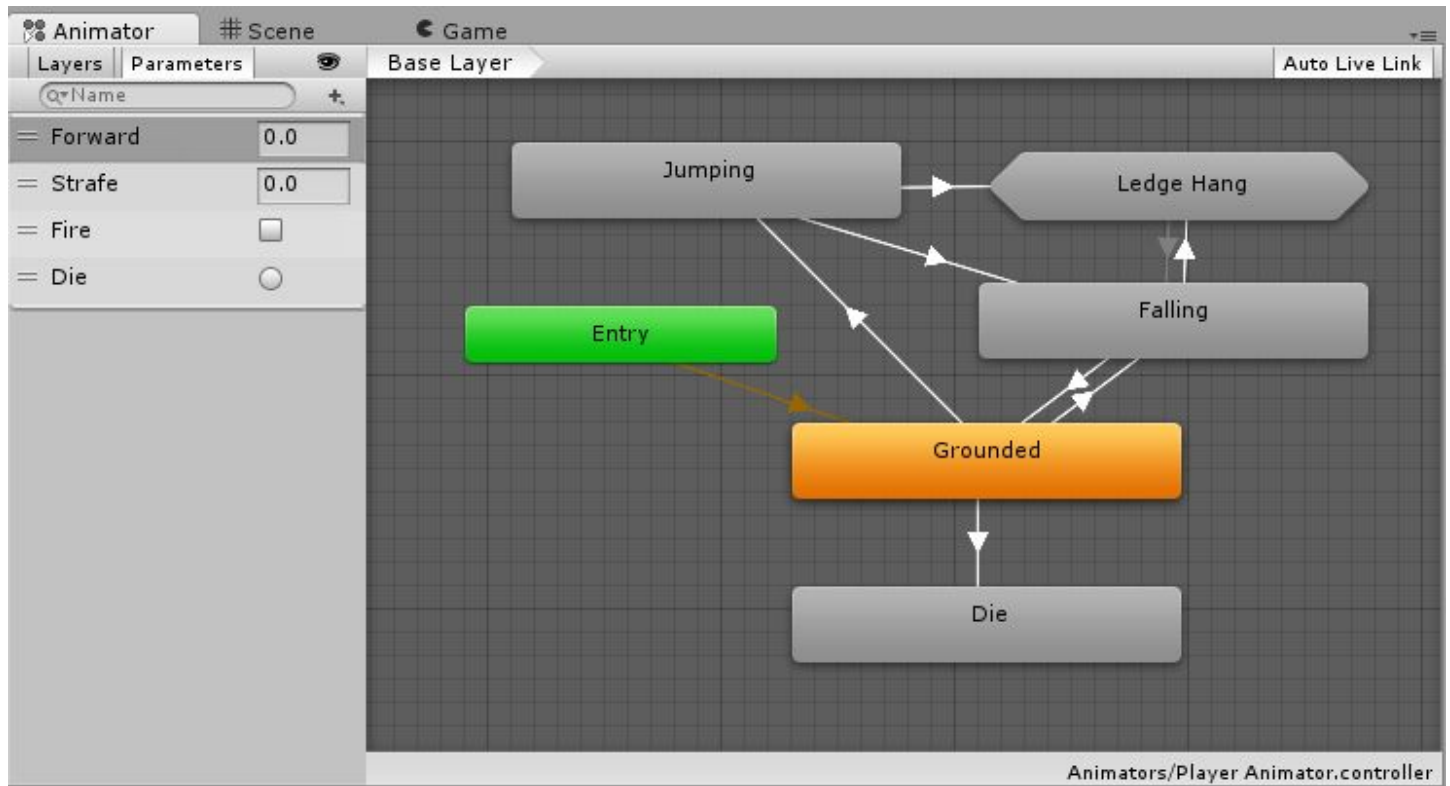 Animator Scene Game
Layers Parameters Base Layer Auto Live Link
Name
Forward 0.0
Strafe 0.0
Fire
Die
Jumping
Ledge Hang
Falling
Entry
Grounded
Die
Animators/Player Animator.controller